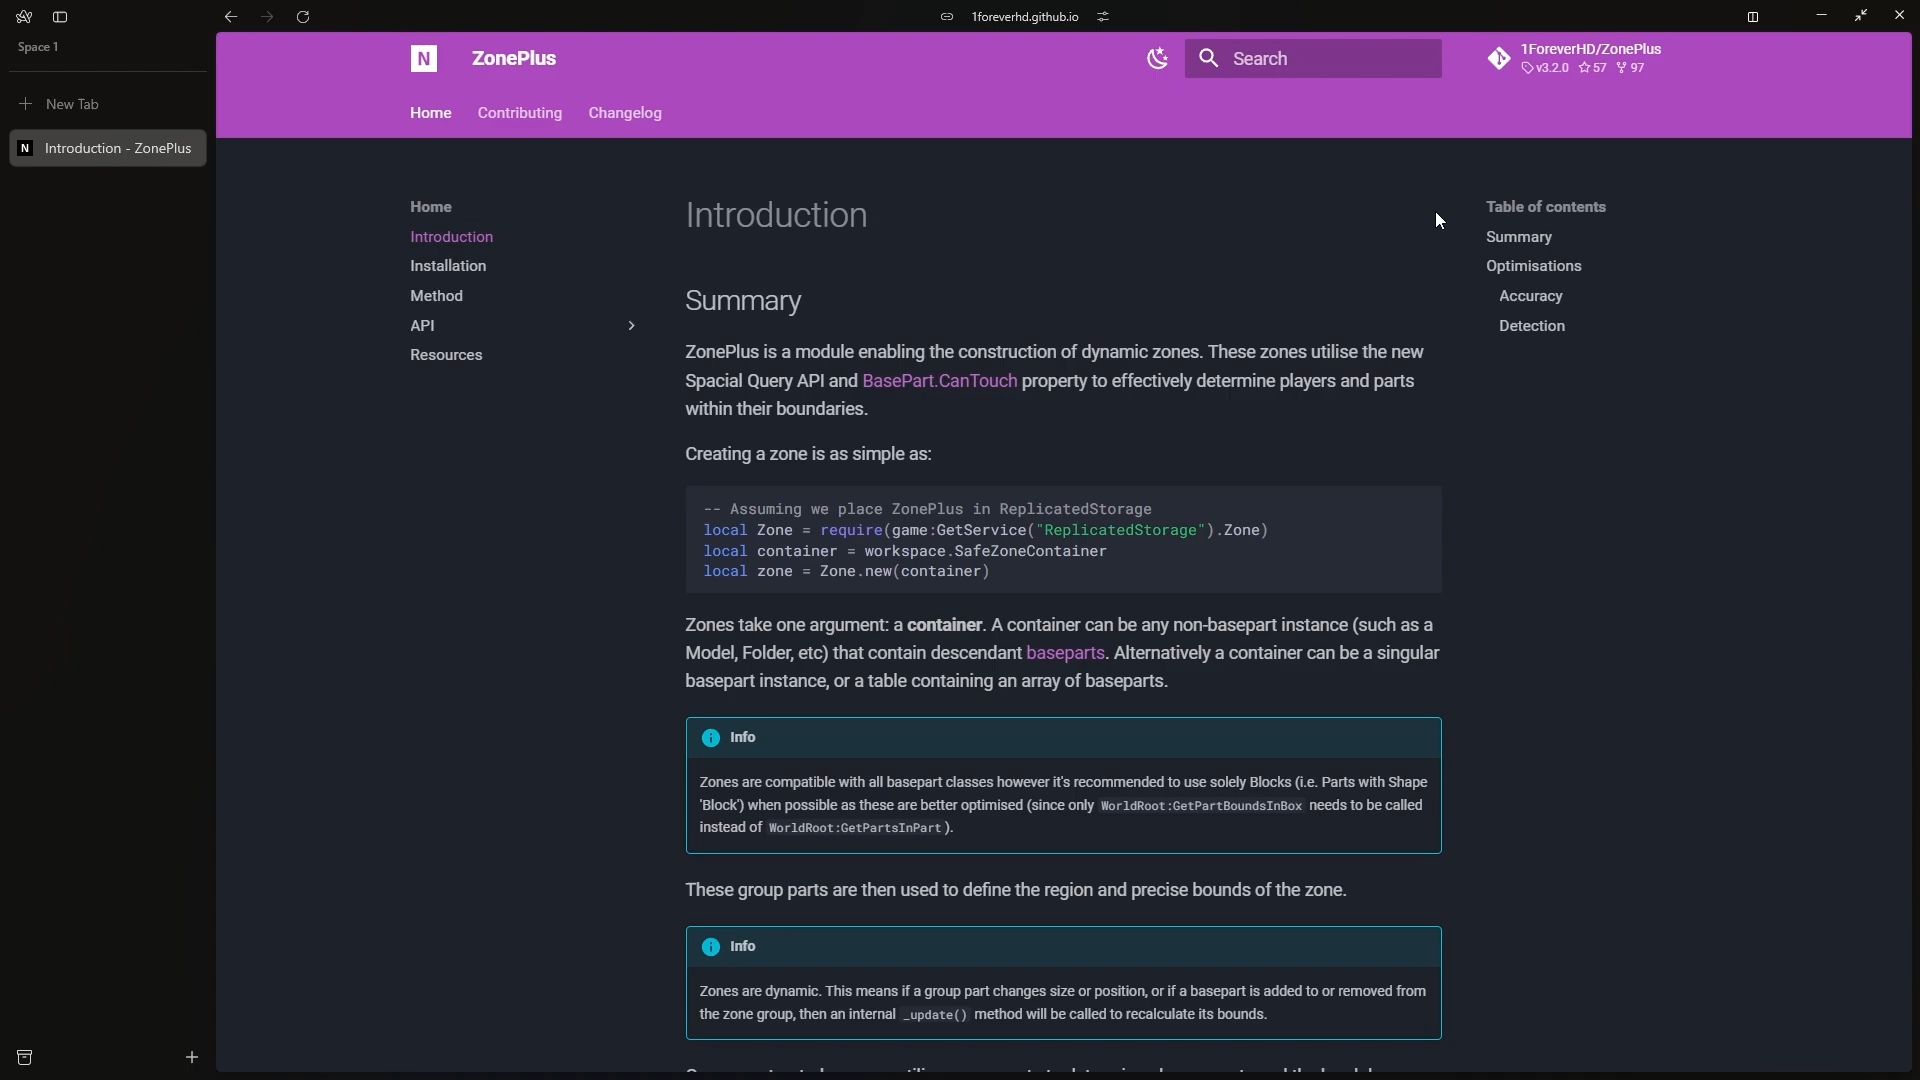 1foreverhd.github.io
Space 1
New Tab
N Introduction - ZonePlus
N ZonePlus
Search
1ForeverHD/ZonePlus
v3.2.0 57 97
Home Contributing Changelog
Home
Introduction
Installation
Method
API
Resources
Introduction
Summary
ZonePlus is a module enabling the construction of dynamic zones. These zones utilise the new
Spacial Query API and BasePart.CanTouch property to effectively determine players and parts
within their boundaries.
Creating a zone is as simple as:
-- Assuming we place ZonePlus in ReplicatedStorage
local Zone = require(game:GetService("ReplicatedStorage").Zone)
local container = workspace.SafeZoneContainer
local zone = Zone.new(container)
Zones take one argument: a container. A container can be any non-basepart instance (such as a
Model, Folder, etc) that contain descendant baseparts. Alternatively a container can be a singular
basepart instance, or a table containing an array of baseparts.
Info
Zones are compatible with all basepart classes however it's recommended to use solely Blocks (i.e. Parts with Shape
'Block') when possible as these are better optimised (since only WorldRoot:GetPartBoundsInBox needs to be called
instead of WorldRoot:GetPartsInPart ).
These group parts are then used to define the region and precise bounds of the zone.
Info
Zones are dynamic. This means if a group part changes size or position, or if a basepart is added to or removed from
the zone group, then an internal _update() method will be called to recalculate its bounds.
Table of contents
Summary
Optimisations
Accuracy
Detection